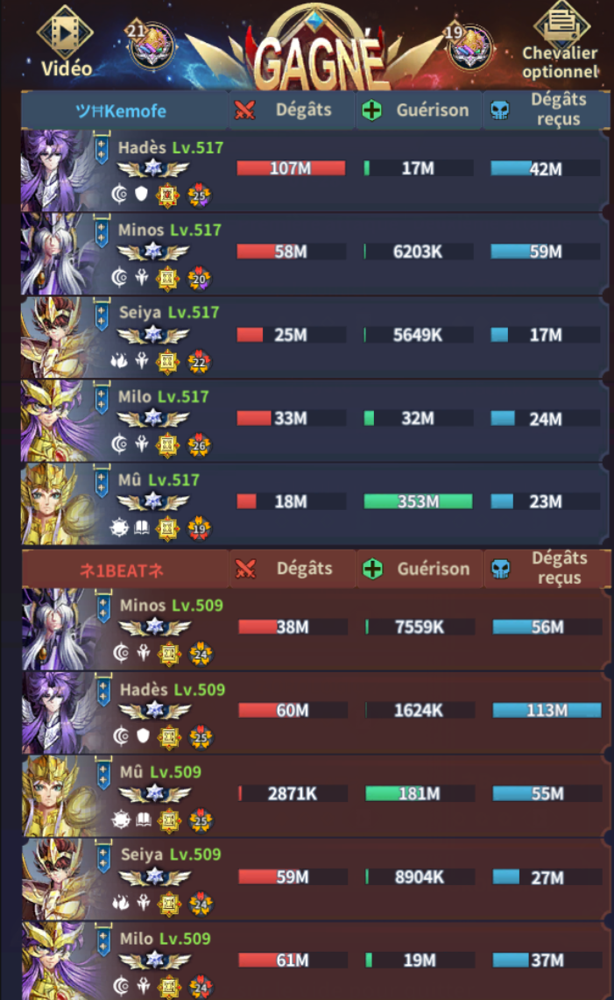 21
19
Vidéo
GAGNÉ
Chevalier
optionnel
ツ卄Kemofe
Dégâts
Guérison
Dégâts
reçus
Hadès Lv.517
107M
17M
42M
25
Minos Lv.517
58M
6203K
59M
20
Seiya Lv.517
25M
5649K
17M
22
Milo Lv.517
33M
32M
24M
26
Mû Lv.517
18M
353M
23M
19
ネ1BEATネ
Dégâts
Guérison
Dégâts
reçus
Minos Lv.509
38M
7559K
56M
24
Hadès Lv.509
60M
1624K
113M
25
Mû Lv.509
2871K
181M
55M
25
Seiya Lv.509
59M
8904K
27M
24
Milo Lv.509
61M
19M
37M
24